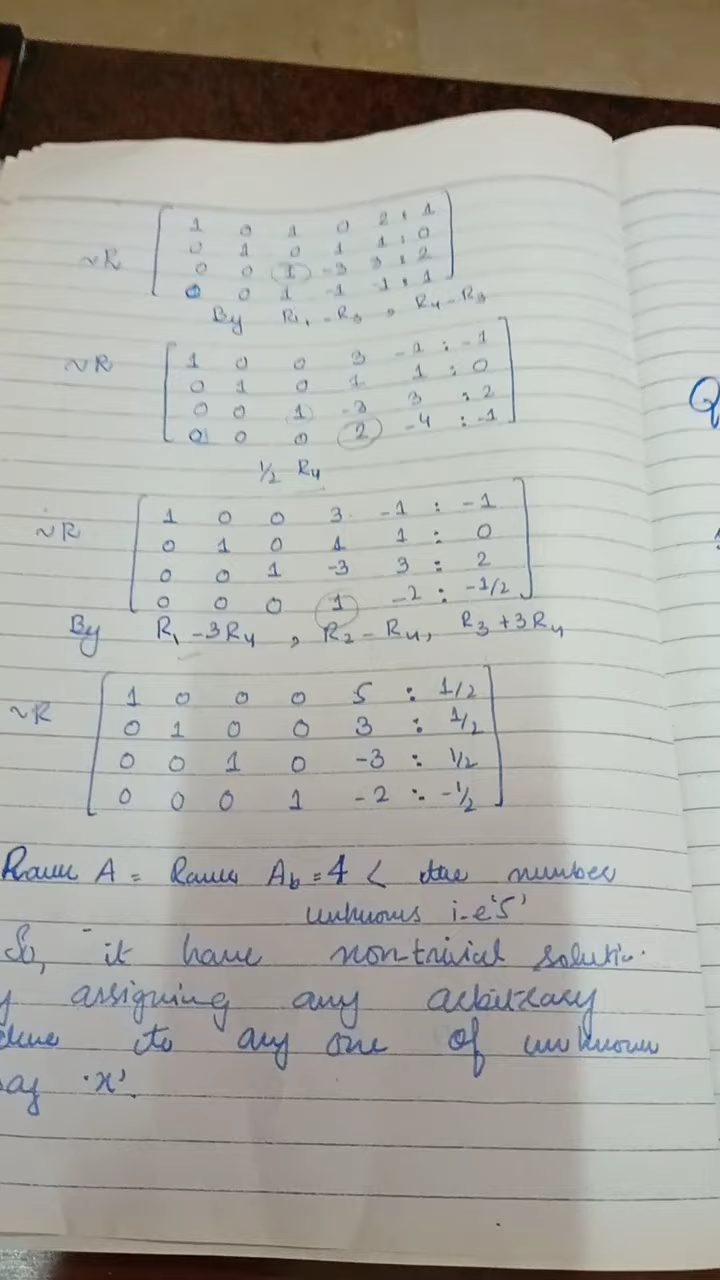 1 0 1 0 2 : 1
0 1 0 1 1 : 0
~R 0 0 1 -3 3 : 2
0 0 1 -1 -1 : 1
By R₁ - R₃ , R₄ - R₃
~R 1 0 0 3 -1 : -1
0 1 0 1 1 : 0
0 0 1 -3 3 : 2
0 0 0 2 -4 : -1
1/2 R₄
1 0 0 3 -1 : -1
~R 0 1 0 1 1 : 0
0 0 1 -3 3 : 2
0 0 0 1 -2 : -1/2
By R₁ - 3R₄ , R₂ - R₄, R₃ + 3R₄
1 0 0 0 5 : 1/2
~R 0 1 0 0 3 : 1/2
0 0 1 0 -3 : 1/2
0 0 0 1 -2 : -1/2
Rank A = Rank A_b = 4 < the number
unknowns i.e '5'
So, it have non-trivial solutio.
y assigning any arbitrary
to any one of unknown
ay 'x'.
Q